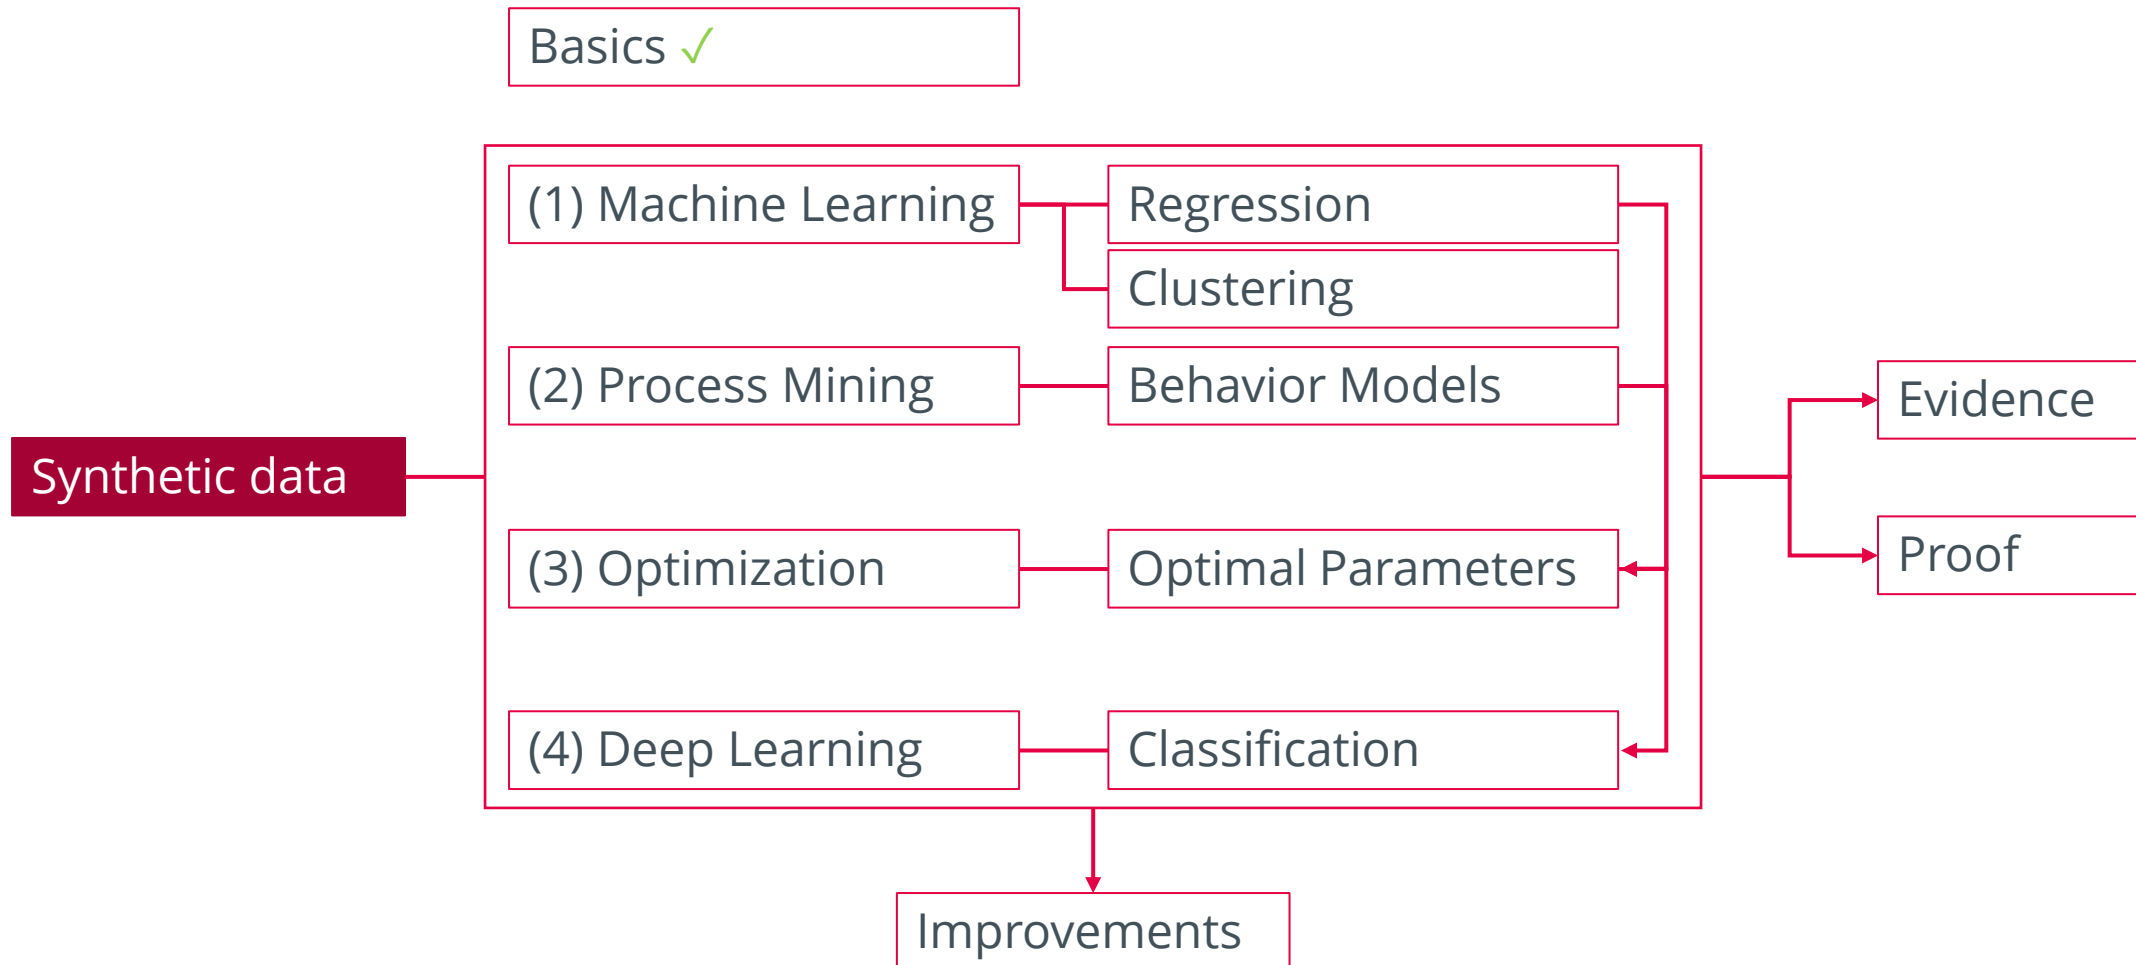 Basics ✓
(1) Machine Learning
Regression
Clustering
(2) Process Mining
Behavior Models
Evidence
Synthetic data
Proof
(3) Optimization
Optimal Parameters
(4) Deep Learning
Classification
Improvements